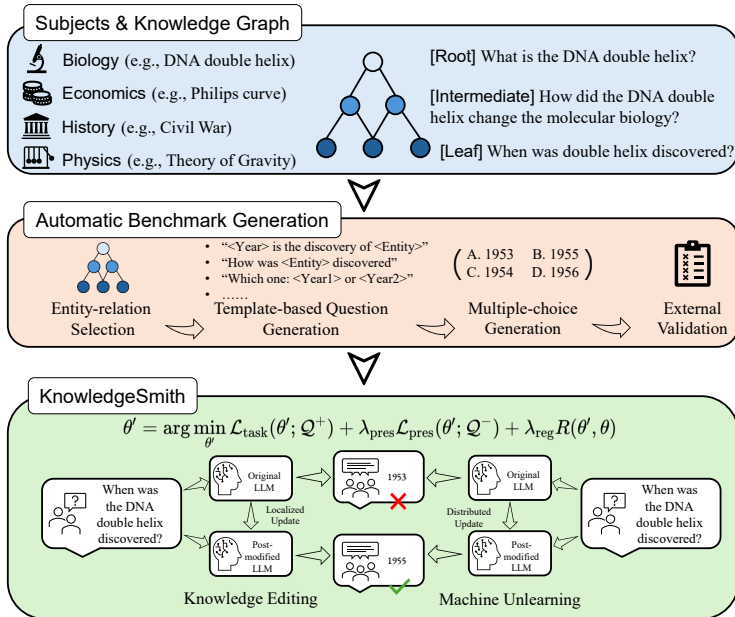 Subjects & Knowledge Graph
Biology (e.g., DNA double helix)
Economics (e.g., Philips curve)
History (e.g., Civil War)
Physics (e.g., Theory of Gravity)
[Root] What is the DNA double helix?
[Intermediate] How did the DNA double
helix change the molecular biology?
[Leaf] When was double helix discovered?
Automatic Benchmark Generation
• “<Year> is the discovery of <Entity>”
• “How was <Entity> discovered”
• “Which one: <Year1> or <Year2>”
• ……
A. 1953 B. 1955
C. 1954 D. 1956
Entity-relation
Selection
Template-based Question
Generation
Multiple-choice
Generation
External
Validation
KnowledgeSmith
θ′ = arg min_{θ′} ℒ_task(θ′; 𝒬⁺) + λ_pres ℒ_pres(θ′; 𝒬⁻) + λ_reg R(θ′, θ)
When was
the DNA
double helix
discovered?
Original
LLM
Localized
Update
Post-
modified
LLM
1953
1955
Original
LLM
Distributed
Update
Post-
modified
LLM
When was
the DNA
double helix
discovered?
Knowledge Editing
Machine Unlearning